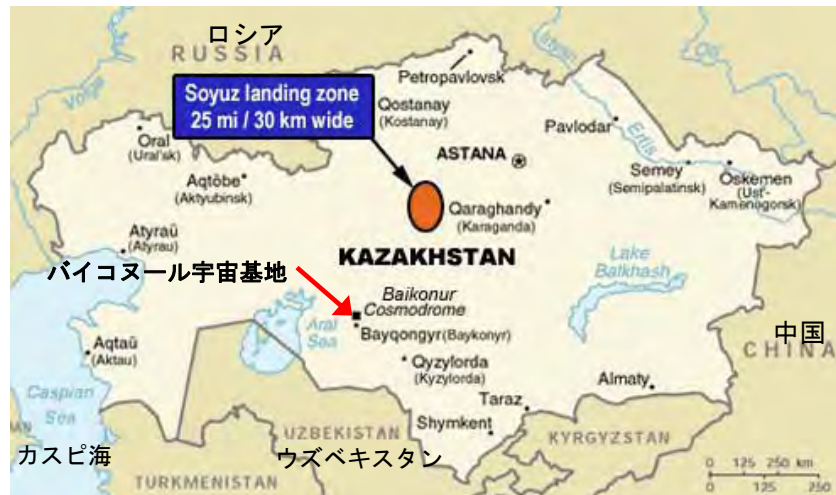 ロシア
RUSSIA
Volga
Petropavlovsk
Soyuz landing zone
25 mi / 30 km wide
Qostanay
(Kostanay)
Pavlodar
Ertis
Oral
(Ural'sk)
ASTANA
Semey
(Semipalatinsk)
Öskemen
(Ust'-
Kamenogorsk)
Aqtöbe
(Aktyubinsk)
Qaraghandy
(Karaganda)
Atyraū
(Atyrau)
KAZAKHSTAN
Lake
Balkhash
バイコヌール宇宙基地
Baikonur
Cosmodrome
Aral
Sea
Bayqongyr (Baykonyr)
中国
CHINA
Aqtaū
(Aktau)
Qyzylorda
(Kyzylorda)
Almaty
Caspian
Sea
Taraz
Shymkent
UZBEKISTAN
KYRGYZSTAN
カスピ海
ウズベキスタン
TURKMENISTAN
0 125 250 km
0 125 250